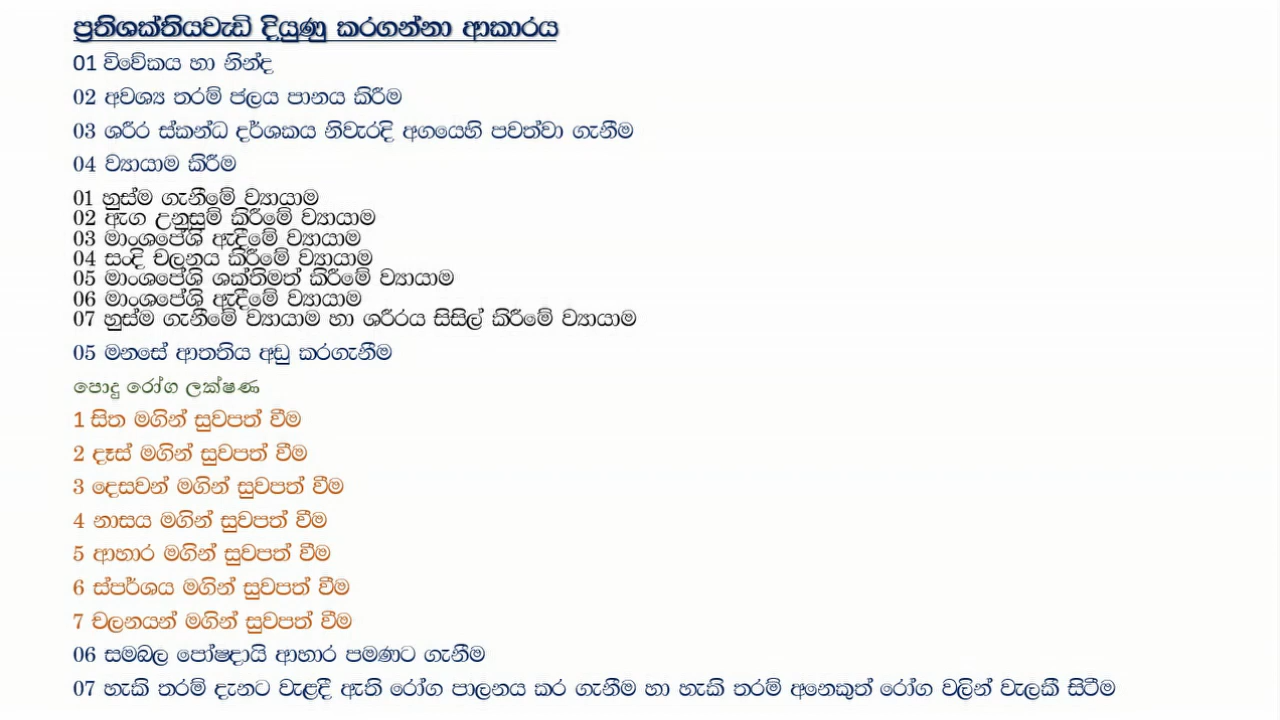 ප්‍රතිශක්තියවැඩි දියුණු කරගන්නා ආකාරය
01 විවේකය හා නින්ද
02 අවශ්‍ය තරම් ජලය පානය කිරීම
03 ශරීර ස්කන්ධ දර්ශකය නිවැරදි අගයෙහි පවත්වා ගැනීම
04 ව්‍යායාම කිරීම
01 හුස්ම ගැනීමේ ව්‍යායාම
02 ඇග උනුසුම් කිරීමේ ව්‍යායාම
03 මාංශපේශි ඇදීමේ ව්‍යායාම
04 සංදි චලනය කිරීමේ ව්‍යායාම
05 මාංශපේශි ශක්තිමත් කිරීමේ ව්‍යායාම
06 මාංශපේශි ඇදීමේ ව්‍යායාම
07 හුස්ම ගැනීමේ ව්‍යායාම හා ශරීරය සිසිල් කිරීමේ ව්‍යායාම
05 මනසේ ආතතිය අඩු කරගැනීම
පොදු රෝග ලක්ෂණ
1 සිත මගින් සුවපත් වීම
2 දෑස් මගින් සුවපත් වීම
3 දෙසවන් මගින් සුවපත් වීම
4 නාසය මගින් සුවපත් වීම
5 ආහාර මගින් සුවපත් වීම
6 ස්පර්ශය මගින් සුවපත් වීම
7 චලනයන් මගින් සුවපත් වීම
06 සමබල පෝෂදායි ආහාර පමණට ගැනීම
07 හැකි තරම් දැනට වැළදී ඇති රෝග පාලනය කර ගැනීම හා හැකි තරම් අනෙකුත් රෝග වලින් වැලකී සිටීම